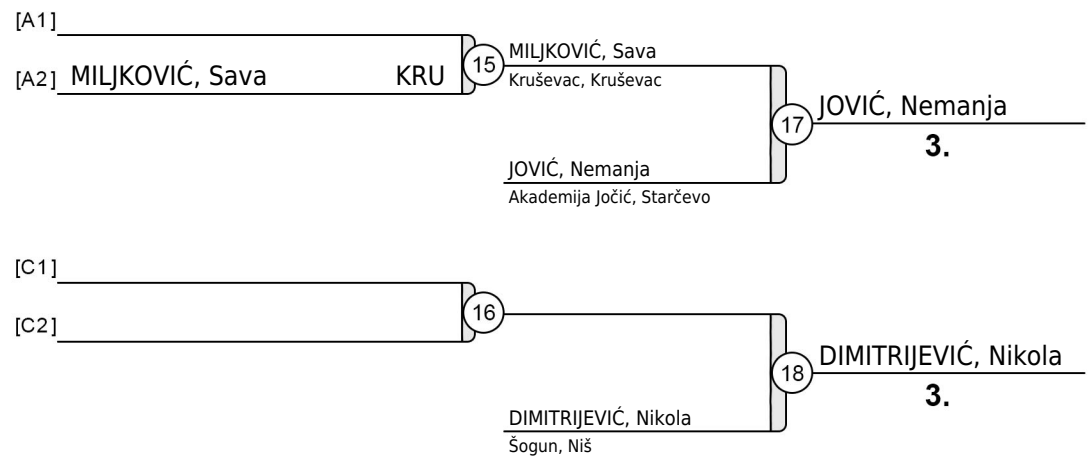 [A1]
[A2] MILJKOVIĆ, Sava KRU
15
MILJKOVIĆ, Sava
Kruševac, Kruševac
17
JOVIĆ, Nemanja
3.
JOVIĆ, Nemanja
Akademija Jočić, Starčevo
[C1]
[C2]
16
18
DIMITRIJEVIĆ, Nikola
3.
DIMITRIJEVIĆ, Nikola
Šogun, Niš